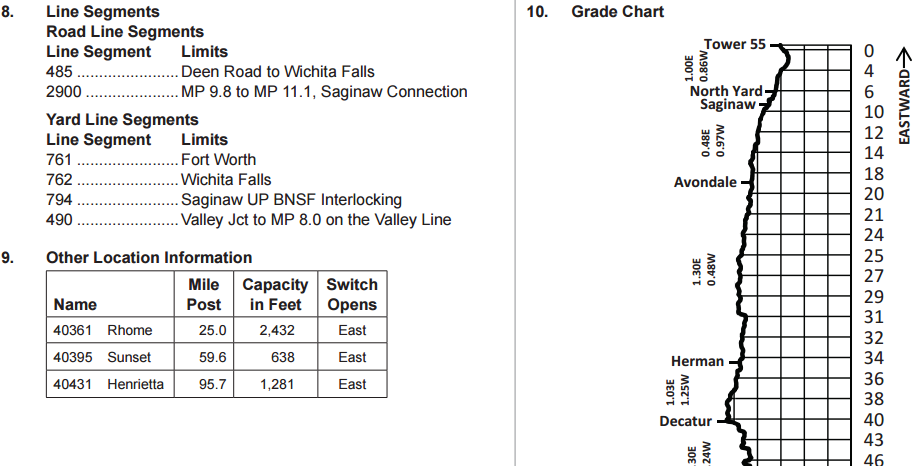 8. Line Segments
Road Line Segments
Line Segment Limits
485 ....................... Deen Road to Wichita Falls
2900 ..................... MP 9.8 to MP 11.1, Saginaw Connection
Yard Line Segments
Line Segment Limits
761 ....................... Fort Worth
762 ....................... Wichita Falls
794 ....................... Saginaw UP BNSF Interlocking
490 ....................... Valley Jct to MP 8.0 on the Valley Line
9. Other Location Information
Name Mile Post Capacity in Feet Switch Opens
40361 Rhome 25.0 2,432 East
40395 Sunset 59.6 638 East
40431 Henrietta 95.7 1,281 East
10. Grade Chart
Tower 55
1.00E
0.86W
North Yard
Saginaw
0.48E
0.97W
Avondale
1.30E
0.48W
Herman
1.03E
1.25W
Decatur
30E
24W
0
4
6
10
12
14
18
20
21
24
25
27
29
31
32
34
36
38
40
43
46
EASTWARD→